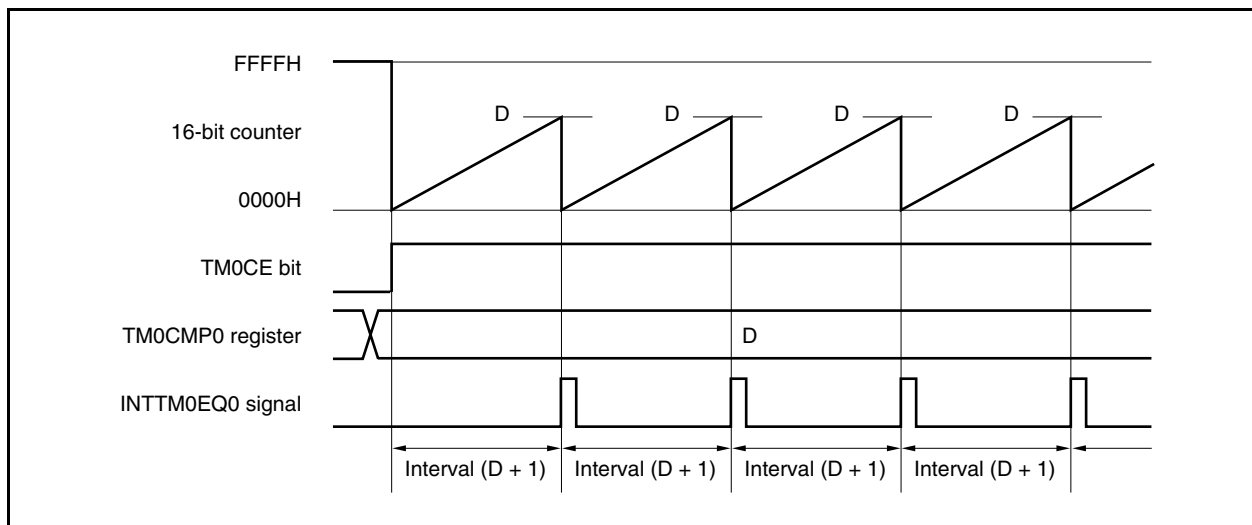 FFFFH
D D D D
16-bit counter
0000H
TM0CE bit
TM0CMP0 register D
INTTM0EQ0 signal
Interval (D + 1) Interval (D + 1) Interval (D + 1) Interval (D + 1)